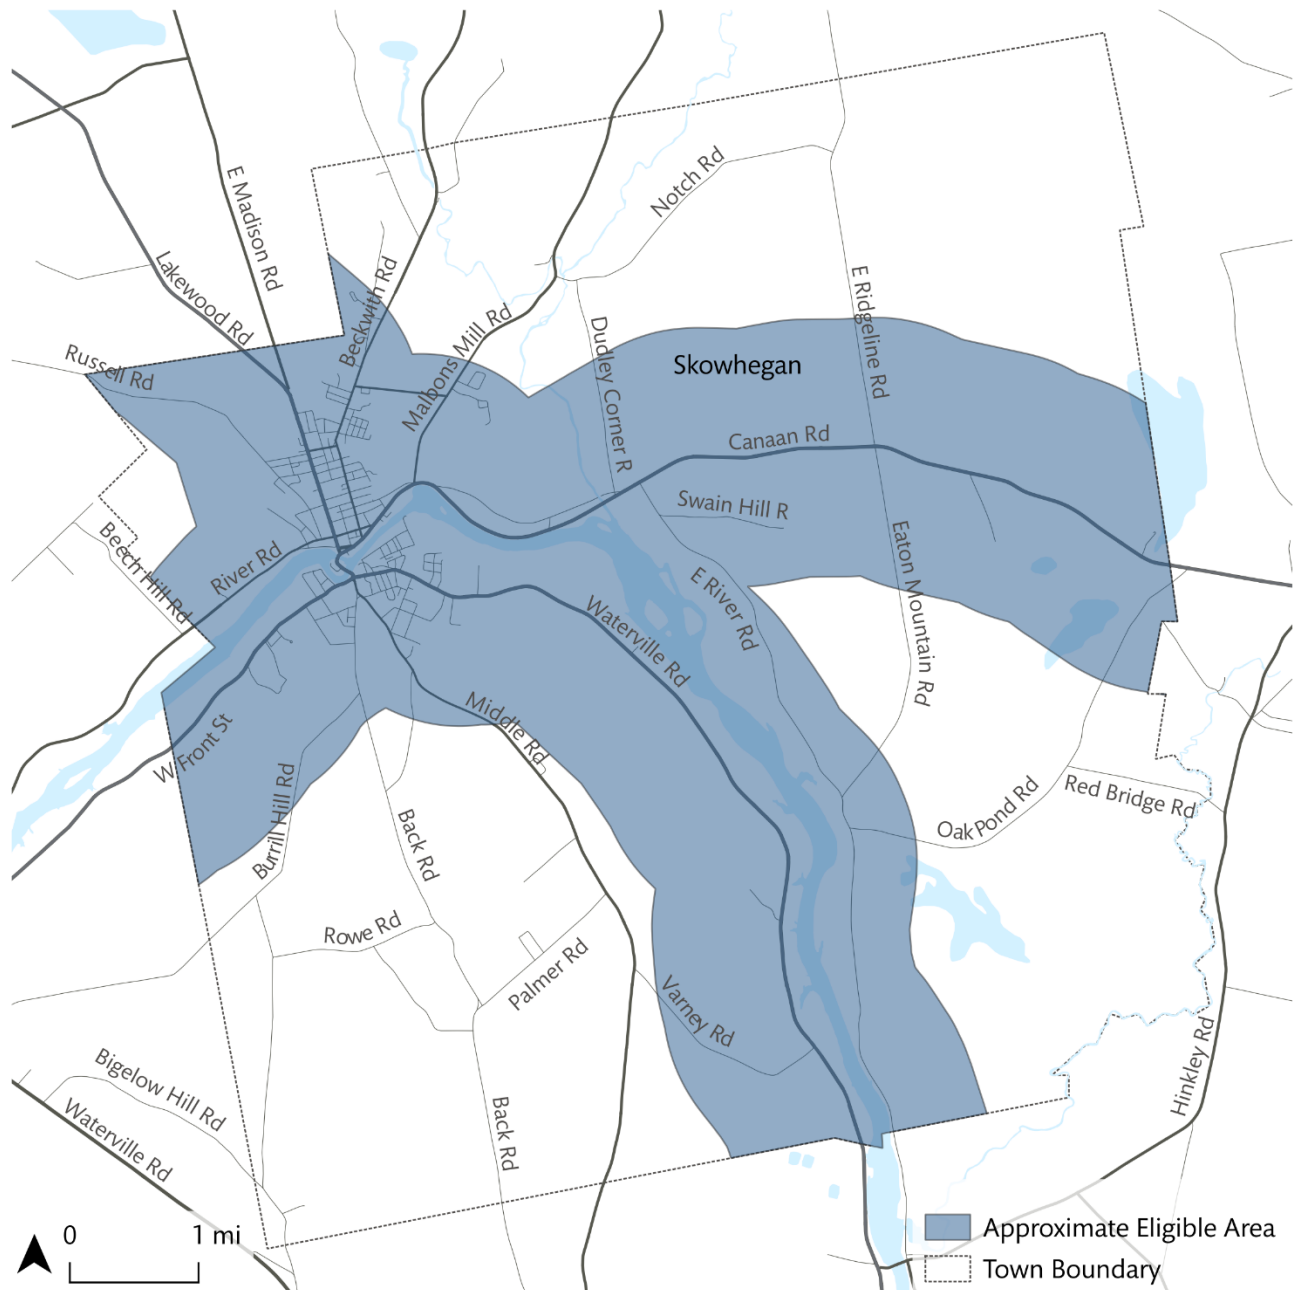 Notch Rd
E Madison Rd
Lakewood Rd
Beckwith Rd
E Ridgeline Rd
Malbons Mill Rd
Dudley Corner R
Russell Rd
Skowhegan
Canaan Rd
Swain Hill R
Beech Hill Rd
River Rd
Eaton Mountain Rd
E River Rd
Waterville Rd
Middle Rd
W Front St
Burrill Hill Rd
Back Rd
Oak Pond Rd
Red Bridge Rd
Rowe Rd
Palmer Rd
Varney Rd
Hinkley Rd
Bigelow Hill Rd
Waterville Rd
Back Rd
0 1 mi
Approximate Eligible Area
Town Boundary